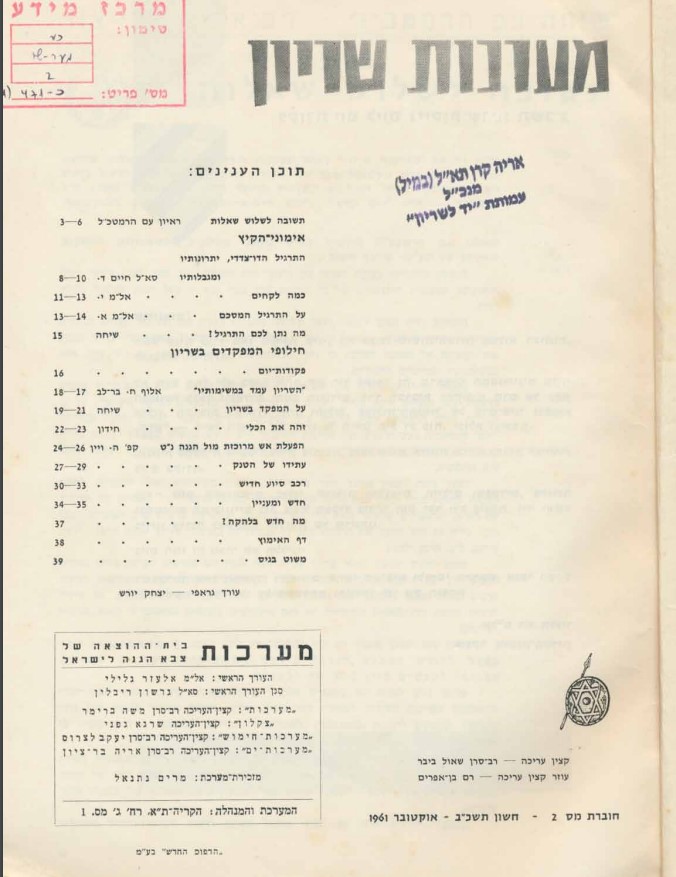 מרכז מידע
סימון:
2
מס' פריט:
מערכות שריון
אריה קרן תא"ל (במיל)
מנכ"ל
עמותת "יד לשריון"
תוכן הענינים:
תשובה לשלוש שאלות ראיון עם הרמטכ"ל 3—6
אימוני־הקיץ
התרגיל הדו־צדדי, יתרונותיו
ומגבלותיו סא"ל חיים ד. 8—10
כמה לקחים . . . . אל"מ י. 11—13
על התרגיל המסכם . . . אל"מ א. 13—14
מה נתן לכם התרגיל? . . . שיחה 15
חילופי המפקדים בשריון
פקודות־יום . . . . . . . 16
"השריון עמד במשימותיו" אלוף ח. בר־לב 17—18
על המפקד בשריון . . . שיחה 19—21
זהה את הכלי . . . . חידון 22—23
הפעלת אש מרוכזת מול הגנה נ"ט קפ' ה. ויין 24—26
עתידו של הטנק . . . . . . 27—29
רכב סיוע חדיש . . . . . . 30—33
חדש ומעניין . . . . . . 34—35
מה חדש בלהקה? . . . . . . 37
דף האימוץ . . . . . . . 38
משוט בגיס . . . . . . . 39
עורך גראפי — יצחק יורש
מערכות בית־ההוצאה של
צבא הגנה לישראל
העורך הראשי: אל"מ אלעזר גלילי
סגן העורך הראשי: סא"ל גרשון ריבלין
"מערכות": קצין־העריכה רב־סרן משה ברימר
"צקלון": קצין־העריכה שרגא גפני
"מערכות־חימוש": קצין־העריכה רב־סרן יעקב לצרוס
"מערכות־ים": קצין־העריכה רב־סרן אריה בר־ציון
מזכירת־מערכת: מרים נתנאל
המערכת והמנהלה: הקריה־ת"א, רח' ג' מס. 1
קצין עריכה — רב־סרן שאול ביבר
עוזר קצין עריכה — רם בן־אפרים
חוברת מס 2 - חשון תשכ"ב - אוקטובר 1961
"הדפוס החדש" בע"מ